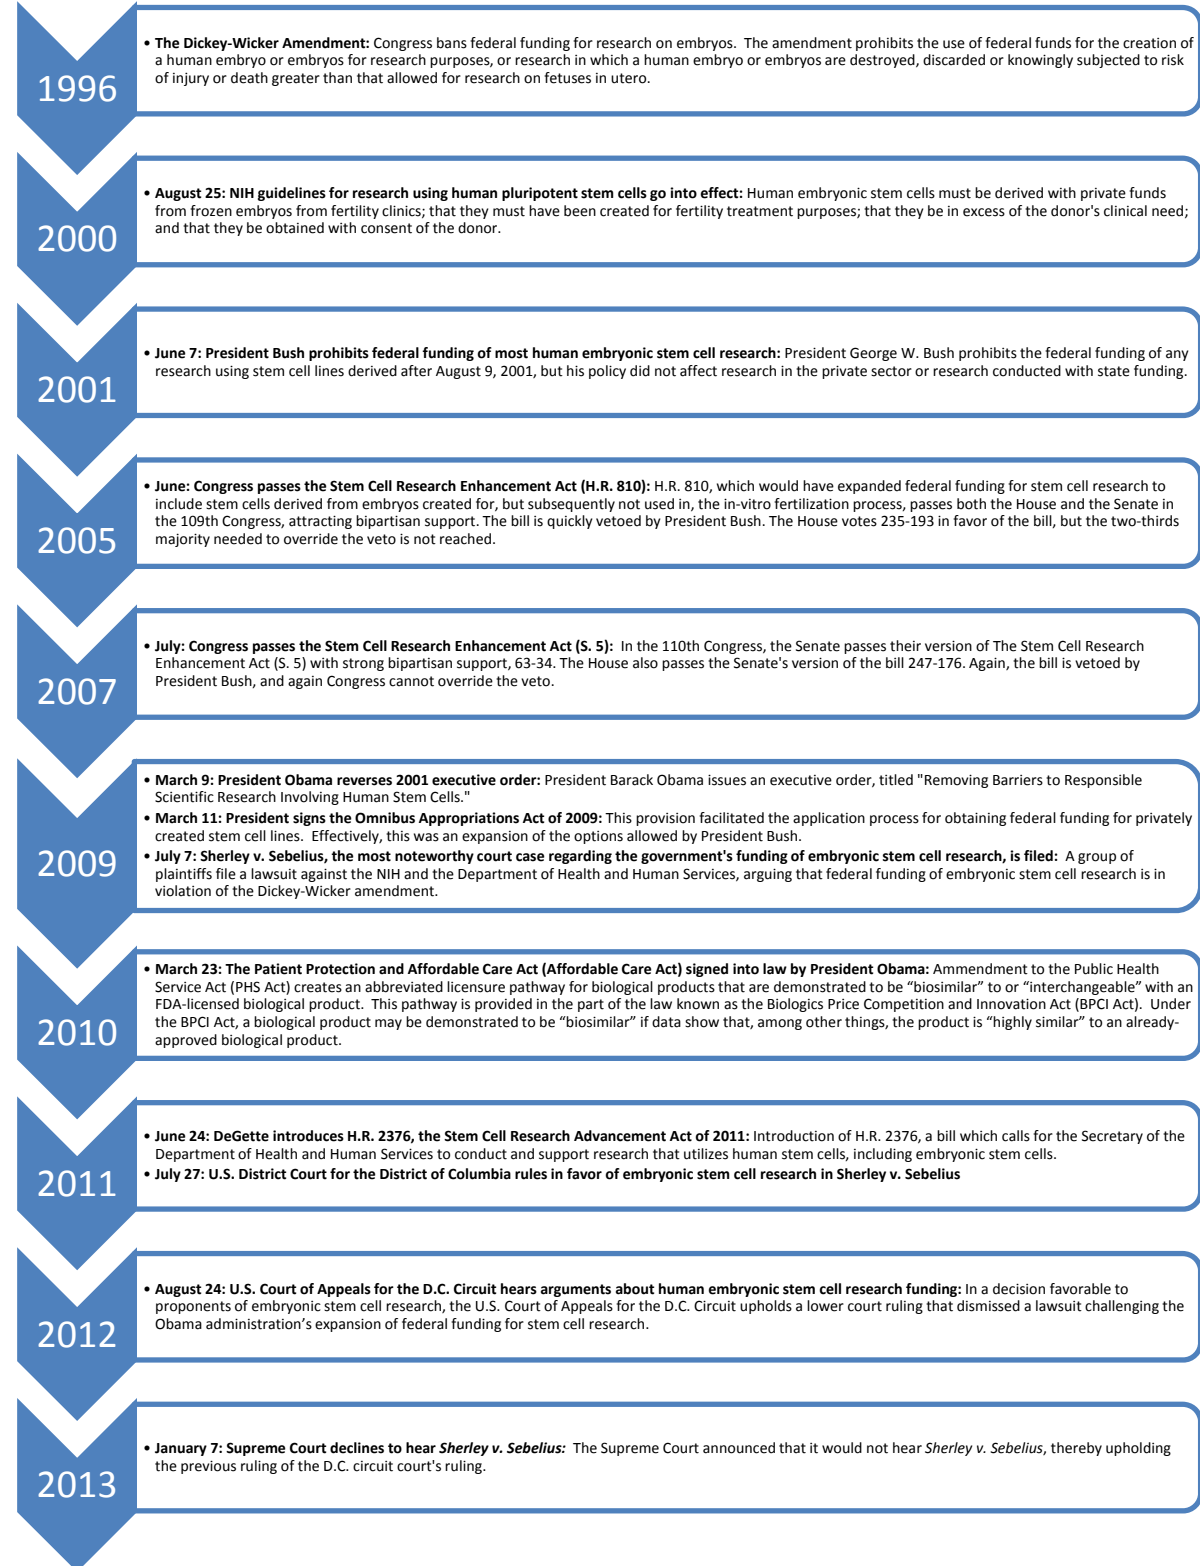 1996
• The Dickey-Wicker Amendment: Congress bans federal funding for research on embryos. The amendment prohibits the use of federal funds for the creation of
a human embryo or embryos for research purposes, or research in which a human embryo or embryos are destroyed, discarded or knowingly subjected to risk
of injury or death greater than that allowed for research on fetuses in utero.
2000
• August 25: NIH guidelines for research using human pluripotent stem cells go into effect: Human embryonic stem cells must be derived with private funds
from frozen embryos from fertility clinics; that they must have been created for fertility treatment purposes; that they be in excess of the donor's clinical need;
and that they be obtained with consent of the donor.
2001
• June 7: President Bush prohibits federal funding of most human embryonic stem cell research: President George W. Bush prohibits the federal funding of any
research using stem cell lines derived after August 9, 2001, but his policy did not affect research in the private sector or research conducted with state funding.
2005
• June: Congress passes the Stem Cell Research Enhancement Act (H.R. 810): H.R. 810, which would have expanded federal funding for stem cell research to
include stem cells derived from embryos created for, but subsequently not used in, the in-vitro fertilization process, passes both the House and the Senate in
the 109th Congress, attracting bipartisan support. The bill is quickly vetoed by President Bush. The House votes 235-193 in favor of the bill, but the two-thirds
majority needed to override the veto is not reached.
2007
• July: Congress passes the Stem Cell Research Enhancement Act (S. 5): In the 110th Congress, the Senate passes their version of The Stem Cell Research
Enhancement Act (S. 5) with strong bipartisan support, 63-34. The House also passes the Senate's version of the bill 247-176. Again, the bill is vetoed by
President Bush, and again Congress cannot override the veto.
2009
• March 9: President Obama reverses 2001 executive order: President Barack Obama issues an executive order, titled "Removing Barriers to Responsible
Scientific Research Involving Human Stem Cells."
• March 11: President signs the Omnibus Appropriations Act of 2009: This provision facilitated the application process for obtaining federal funding for privately
created stem cell lines. Effectively, this was an expansion of the options allowed by President Bush.
• July 7: Sherley v. Sebelius, the most noteworthy court case regarding the government's funding of embryonic stem cell research, is filed: A group of
plaintiffs file a lawsuit against the NIH and the Department of Health and Human Services, arguing that federal funding of embryonic stem cell research is in
violation of the Dickey-Wicker amendment.
2010
• March 23: The Patient Protection and Affordable Care Act (Affordable Care Act) signed into law by President Obama: Ammendment to the Public Health
Service Act (PHS Act) creates an abbreviated licensure pathway for biological products that are demonstrated to be “biosimilar” to or “interchangeable” with an
FDA-licensed biological product. This pathway is provided in the part of the law known as the Biologics Price Competition and Innovation Act (BPCI Act). Under
the BPCI Act, a biological product may be demonstrated to be “biosimilar” if data show that, among other things, the product is “highly similar” to an already-
approved biological product.
2011
• June 24: DeGette introduces H.R. 2376, the Stem Cell Research Advancement Act of 2011: Introduction of H.R. 2376, a bill which calls for the Secretary of the
Department of Health and Human Services to conduct and support research that utilizes human stem cells, including embryonic stem cells.
• July 27: U.S. District Court for the District of Columbia rules in favor of embryonic stem cell research in Sherley v. Sebelius
2012
• August 24: U.S. Court of Appeals for the D.C. Circuit hears arguments about human embryonic stem cell research funding: In a decision favorable to
proponents of embryonic stem cell research, the U.S. Court of Appeals for the D.C. Circuit upholds a lower court ruling that dismissed a lawsuit challenging the
Obama administration’s expansion of federal funding for stem cell research.
2013
• January 7: Supreme Court declines to hear Sherley v. Sebelius: The Supreme Court announced that it would not hear Sherley v. Sebelius, thereby upholding
the previous ruling of the D.C. circuit court's ruling.